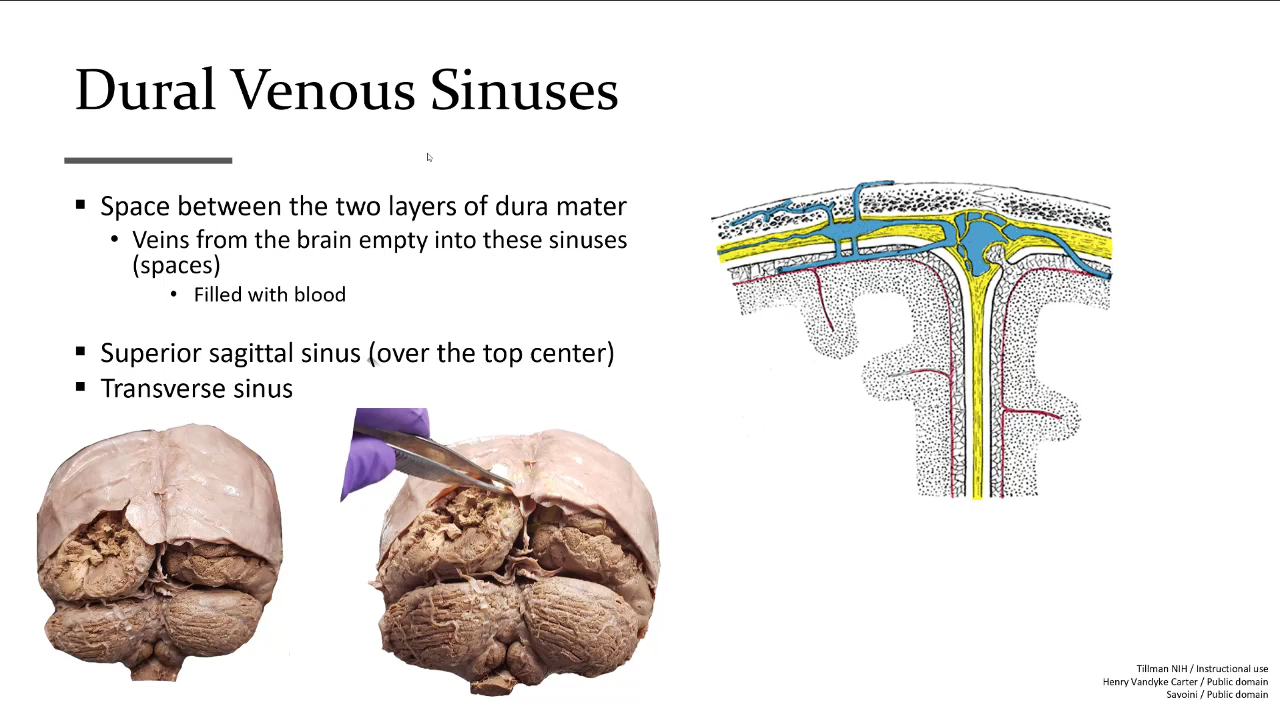 Dural Venous Sinuses
▪ Space between the two layers of dura mater
• Veins from the brain empty into these sinuses
(spaces)
• Filled with blood
▪ Superior sagittal sinus (over the top center)
▪ Transverse sinus
Tillman NIH / Instructional use
Henry Vandyke Carter / Public domain
Savoini / Public domain